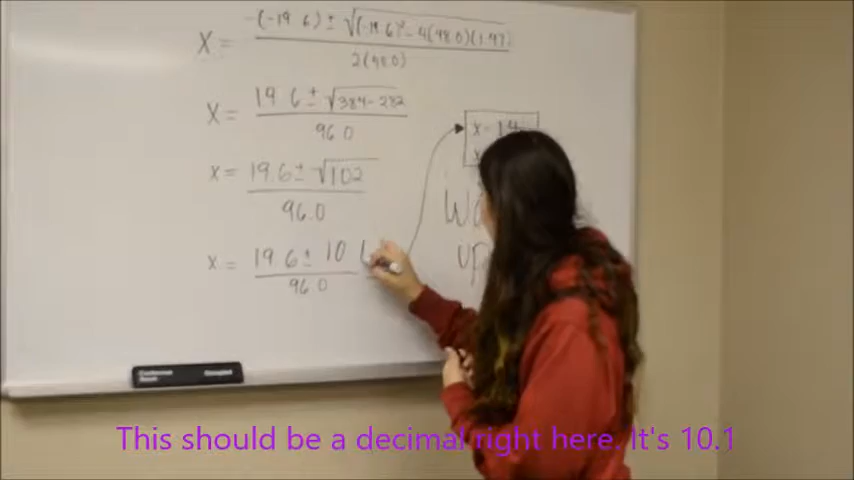 x = -(-19.6) ± √(-19.6)² - 4(48.0)(1.97)
2(48.0)
x = 19.6 ± √384-282
96.0
x = 19.6 ± √102
96.0
x = 19.6 ± 10 1
96.0
This should be a decimal right here. It's 10.1